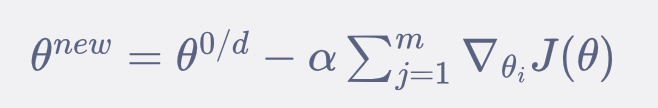 θ^{new} = θ^{0/d} − α ∑_{j=1}^{m} ∇_{θ_i} J(θ)